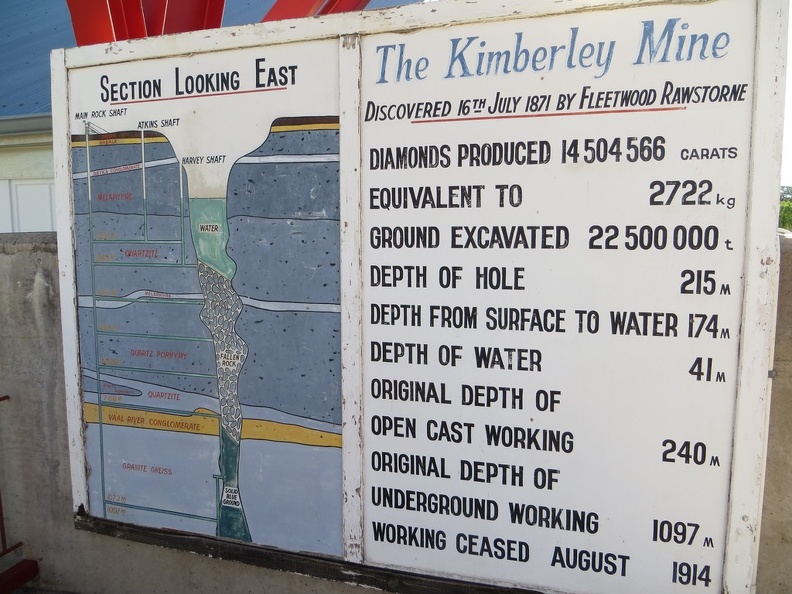 SECTION LOOKING EAST
MAIN ROCK SHAFT
ATKINS SHAFT
HARVEY SHAFT
MELAPHYRE
WATER
QUARTZITE
MELAPHYRE
FALLEN
ROCK
QUARTZ PORPHYRY
QUARTZITE
VAAL RIVER CONGLOMERATE
GRANITE GNEISS
SOLID
BLUE
GROUND
The Kimberley Mine
DISCOVERED 16TH JULY 1871 BY FLEETWOOD RAWSTORNE
DIAMONDS PRODUCED 14 504 566 CARATS
EQUIVALENT TO 2722 kg
GROUND EXCAVATED 22 500 000 t
DEPTH OF HOLE 215 M
DEPTH FROM SURFACE TO WATER 174 M
DEPTH OF WATER 41 M
ORIGINAL DEPTH OF
OPEN CAST WORKING 240 M
ORIGINAL DEPTH OF
UNDERGROUND WORKING 1097 M
WORKING CEASED AUGUST 1914